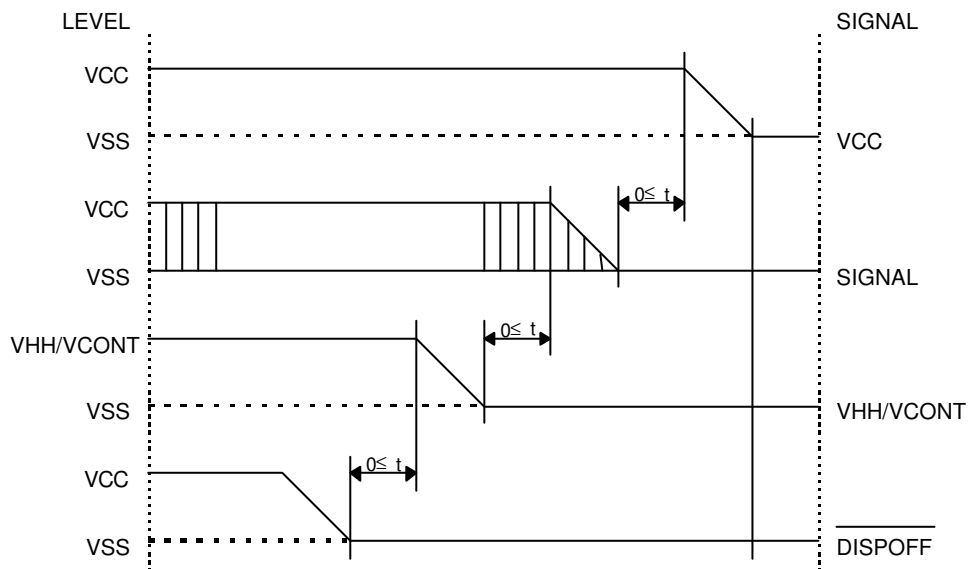 LEVEL SIGNAL
VCC
VSS VCC
VCC 0≤ t
VSS SIGNAL
VHH/VCONT 0≤ t
VSS VHH/VCONT
VCC 0≤ t
VSS DISPOFF